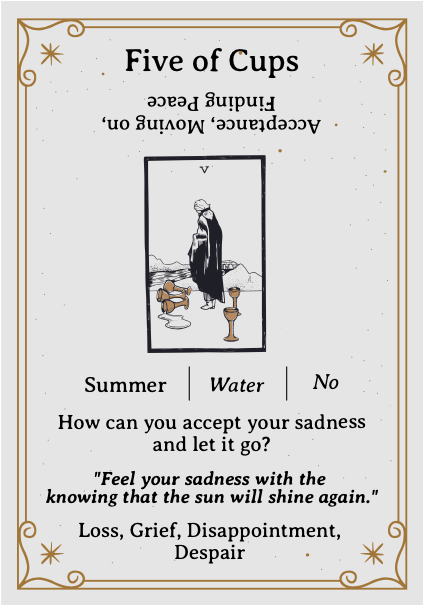 Five of Cups
Acceptance, Moving on,
Finding Peace
V
Summer | Water | No
How can you accept your sadness
and let it go?
"Feel your sadness with the
knowing that the sun will shine again."
Loss, Grief, Disappointment,
Despair